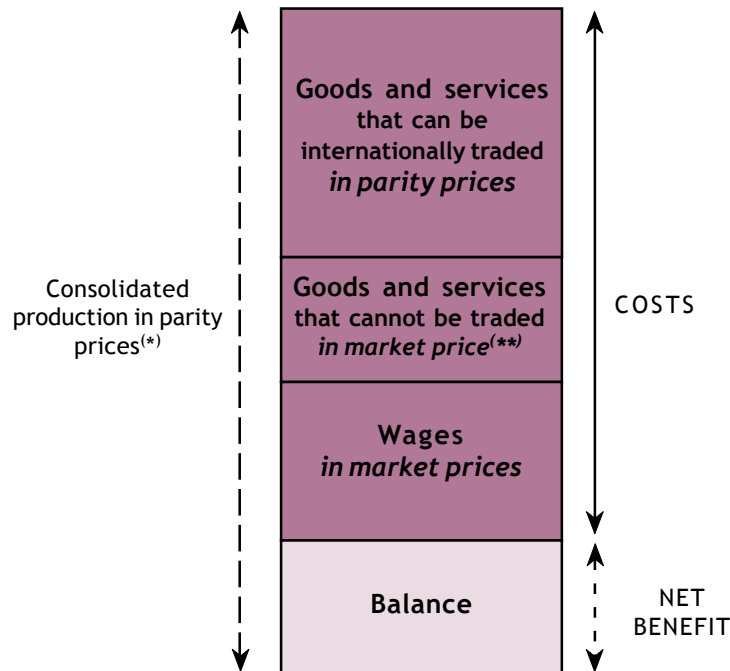 Goods and services
that can be
internationally traded
in parity prices
Consolidated
production in parity
prices(*)
Goods and services
that cannot be traded
in market price(**)
COSTS
Wages
in market prices
Balance
NET
BENEFIT